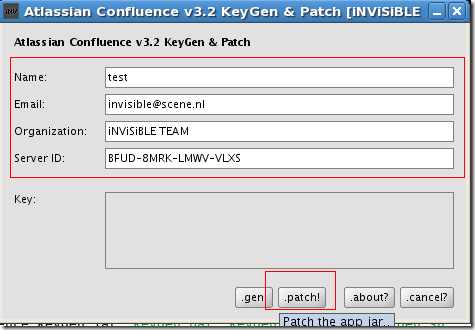 iNV Atlassian Confluence v3.2 KeyGen & Patch [iNViSiBLE
Atlassian Confluence v3.2 KeyGen & Patch
Name: test
Email: invisible@scene.nl
Organization: iNViSiBLE TEAM
Server ID: BFUD-8MRK-LMWV-VLXS
Key:
.gen .patch! .about? .cancel?
Patch the app jar..